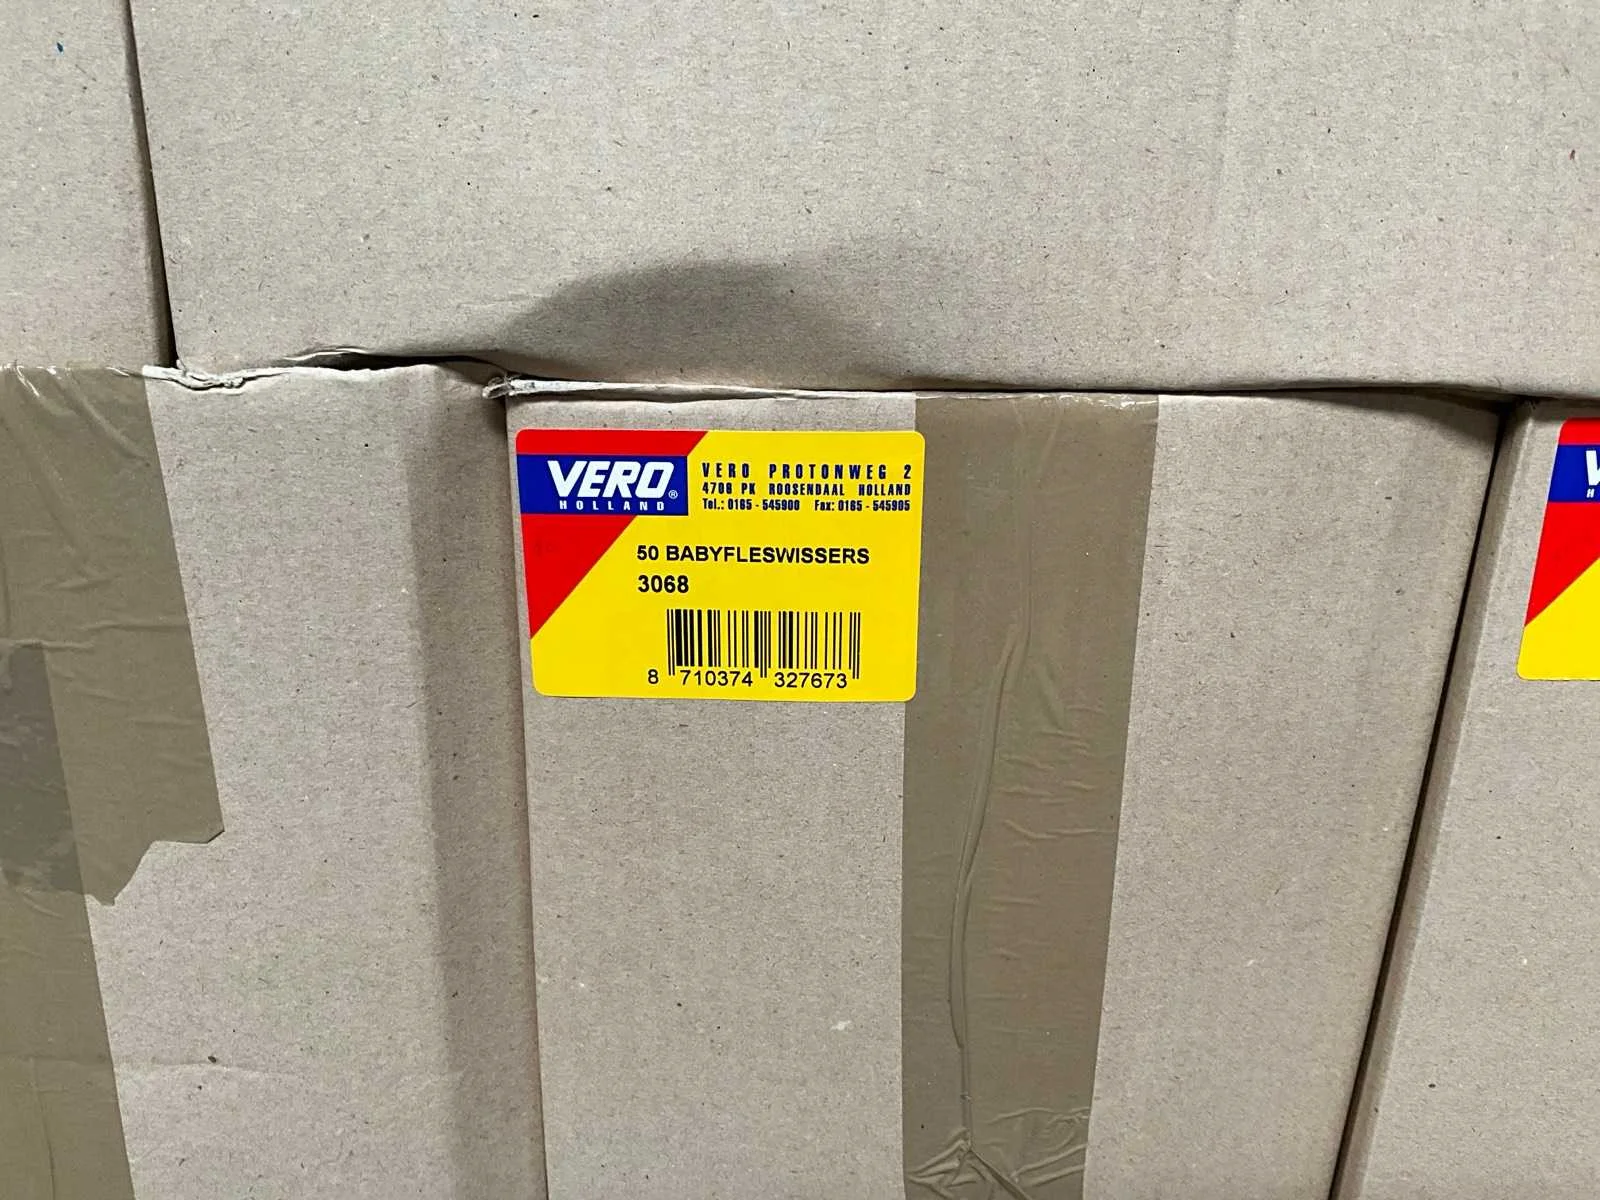 VERO®
HOLLAND
VERO PROTONWEG 2
4706 PK ROOSENDAAL HOLLAND
Tel.: 0165 - 545900 Fax: 0165 - 545905
50 BABYFLESWISSERS
3068
8 710374 327673